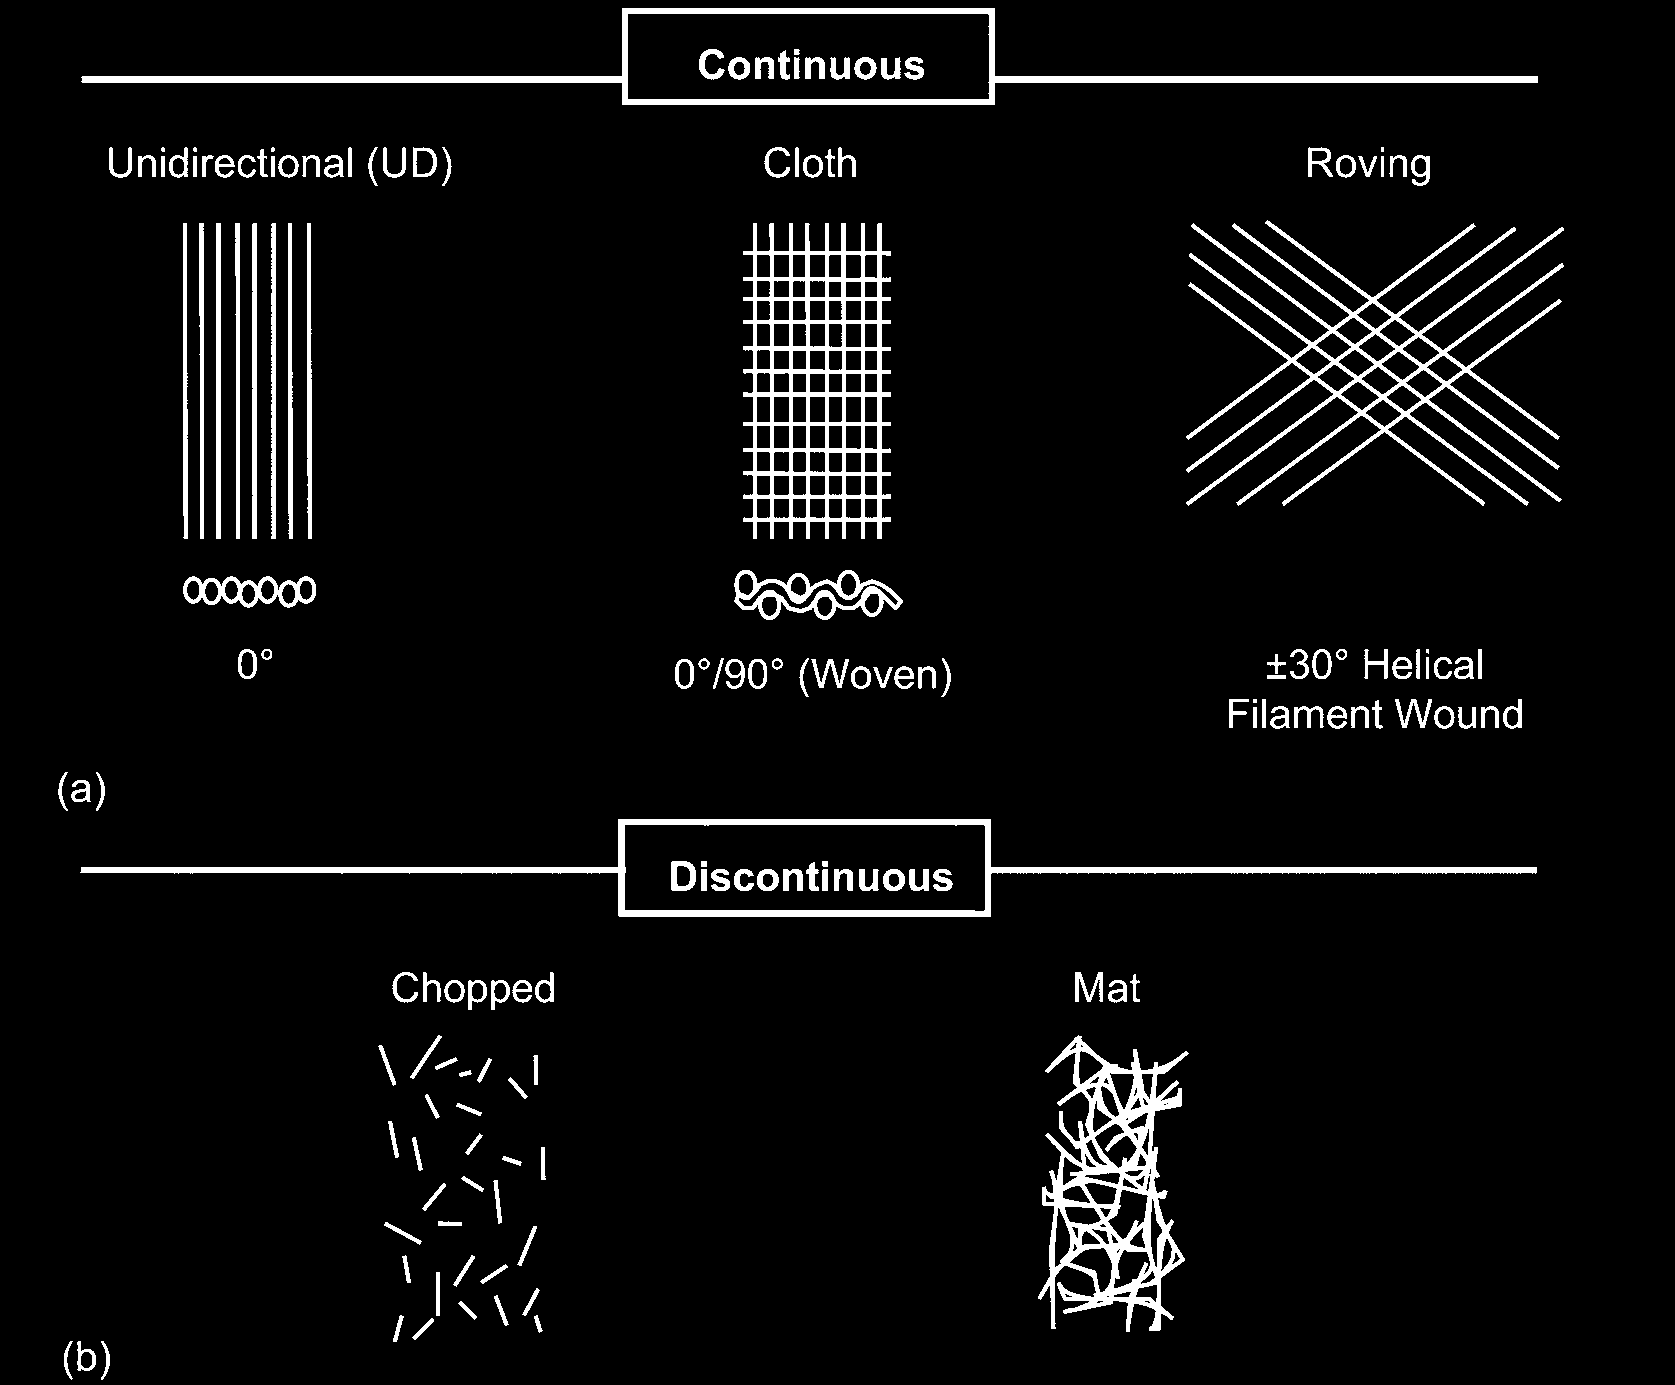 Continuous
Unidirectional (UD)
Cloth
Roving
0°
0°/90° (Woven)
±30° Helical
Filament Wound
(a)
Discontinuous
Chopped
Mat
(b)